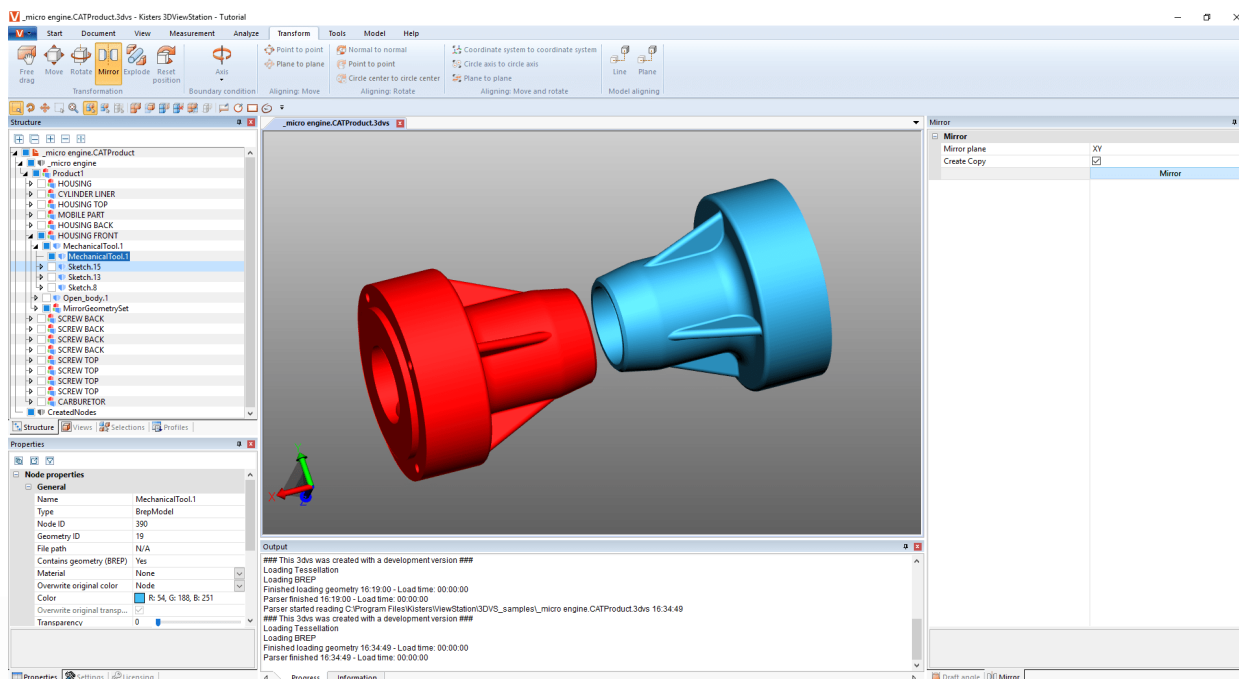 _micro engine.CATProduct.3dvs - Kisters 3DViewStation - Tutorial
Start Document View Measurement Analyze Transform Tools Model Help
Free drag Move Rotate Mirror Explode Reset position
Axis
Point to point
Plane to plane
Normal to normal
Point to point
Circle center to circle center
Coordinate system to coordinate system
Circle axis to circle axis
Plane to plane
Line Plane
Transformation Boundary condition Aligning: Move Aligning: Rotate Aligning: Move and rotate Model aligning
Structure
_micro engine.CATProduct
_micro engine
Product1
HOUSING
CYLINDER LINER
HOUSING TOP
MOBILE PART
HOUSING BACK
HOUSING FRONT
MechanicalTool.1
MechanicalTool.1
Sketch.15
Sketch.13
Sketch.8
Open_body.1
MirrorGeometrySet
SCREW BACK
SCREW BACK
SCREW BACK
SCREW BACK
SCREW TOP
SCREW TOP
SCREW TOP
SCREW TOP
CARBURETOR
CreatedNodes
Structure Views Selections Profiles
Properties
Node properties
General
Name MechanicalTool.1
Type BrepModel
Node ID 390
Geometry ID 19
File path N/A
Contains geometry (BREP) Yes
Material None
Overwrite original color Node
Color R: 54, G: 188, B: 251
Overwrite original transp...
Transparency 0
Properties Settings Licensing
_micro engine.CATProduct.3dvs
X Y Z
Output
### This 3dvs was created with a development version ###
Loading Tessellation
Loading BREP
Finished loading geometry 16:19:00 - Load time: 00:00:00
Parser finished 16:19:00 - Load time: 00:00:00
Parser started reading C:\Program Files\Kisters\ViewStation\3DVS_samples\_micro engine.CATProduct.3dvs 16:34:49
### This 3dvs was created with a development version ###
Loading Tessellation
Loading BREP
Finished loading geometry 16:34:49 - Load time: 00:00:00
Parser finished 16:34:49 - Load time: 00:00:00
Progress Information
Mirror
Mirror
Mirror plane XY
Create Copy
Mirror
Draft angle Mirror